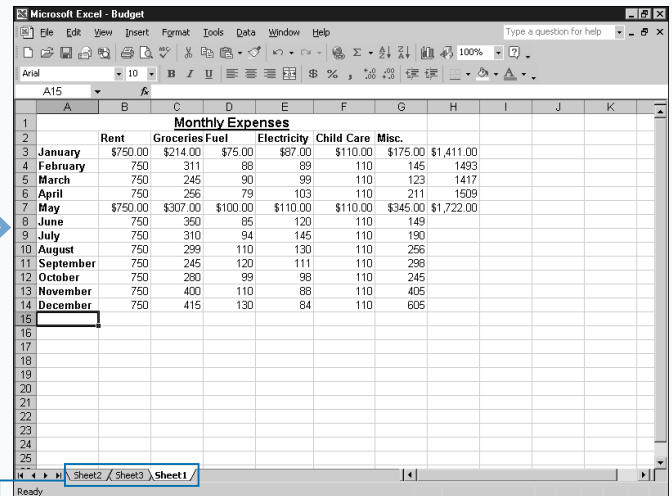 Microsoft Excel - Budget
File Edit View Insert Format Tools Data Window Help Type a question for help
100%
Arial 10 B I U $ % ,
A15 fx
A B C D E F G H I J K
1 Monthly Expenses
2 Rent Groceries Fuel Electricity Child Care Misc.
3 January $750.00 $214.00 $75.00 $87.00 $110.00 $175.00 $1,411.00
4 February 750 311 88 89 110 145 1493
5 March 750 245 90 99 110 123 1417
6 April 750 256 79 103 110 211 1509
7 May $750.00 $307.00 $100.00 $110.00 $110.00 $345.00 $1,722.00
8 June 750 350 85 120 110 149
9 July 750 310 94 145 110 190
10 August 750 299 110 130 110 256
11 September 750 245 120 111 110 298
12 October 750 280 99 98 110 245
13 November 750 400 110 88 110 405
14 December 750 415 130 84 110 605
15
16
17
18
19
20
21
22
23
24
25
Sheet2 Sheet3 Sheet1
Ready